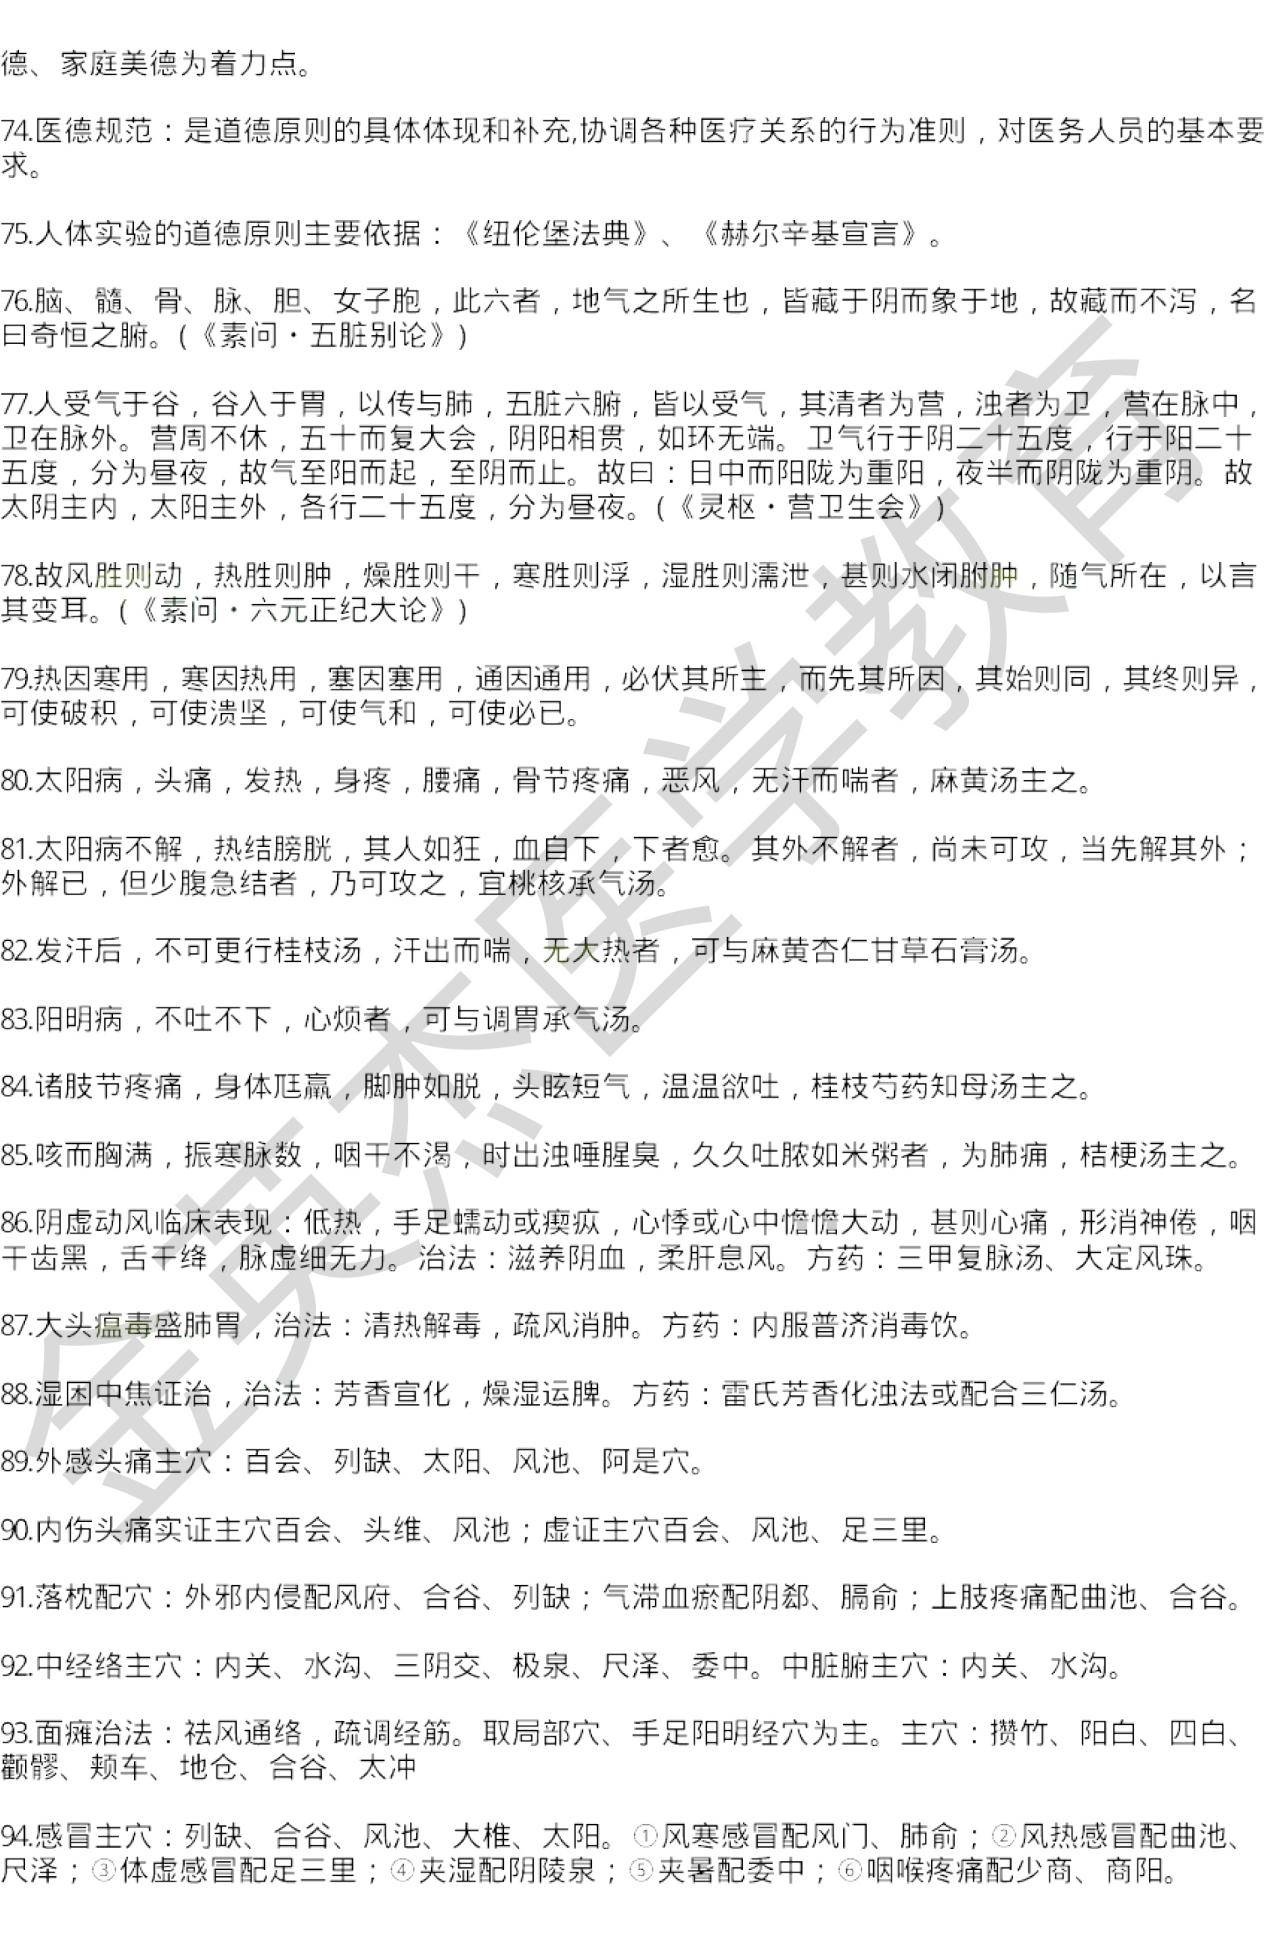 德、家庭美德为着力点。
74.医德规范：是道德原则的具体体现和补充,协调各种医疗关系的行为准则，对医务人员的基本要
求。
75.人体实验的道德原则主要依据：《纽伦堡法典》、《赫尔辛基宣言》。
76.脑、髓、骨、脉、胆、女子胞，此六者，地气之所生也，皆藏于阴而象于地，故藏而不泻，名
曰奇恒之腑。(《素问・五脏别论》)
77.人受气于谷，谷入于胃，以传与肺，五脏六腑，皆以受气，其清者为营，浊者为卫，营在脉中，
卫在脉外。营周不休，五十而复大会，阴阳相贯，如环无端。卫气行于阴二十五度，行于阳二十
五度，分为昼夜，故气至阳而起，至阴而止。故曰：日中而阳陇为重阳，夜半而阴陇为重阴。故
太阴主内，太阳主外，各行二十五度，分为昼夜。(《灵枢・营卫生会》)
78.故风胜则动，热胜则肿，燥胜则干，寒胜则浮，湿胜则濡泄，甚则水闭胕肿，随气所在，以言
其变耳。(《素问・六元正纪大论》)
79.热因寒用，寒因热用，塞因塞用，通因通用，必伏其所主，而先其所因，其始则同，其终则异，
可使破积，可使溃坚，可使气和，可使必已。
80.太阳病，头痛，发热，身疼，腰痛，骨节疼痛，恶风，无汗而喘者，麻黄汤主之。
81.太阳病不解，热结膀胱，其人如狂，血自下，下者愈。其外不解者，尚未可攻，当先解其外；
外解已，但少腹急结者，乃可攻之，宜桃核承气汤。
82.发汗后，不可更行桂枝汤，汗出而喘，无大热者，可与麻黄杏仁甘草石膏汤。
83.阳明病，不吐不下，心烦者，可与调胃承气汤。
84.诸肢节疼痛，身体尪羸，脚肿如脱，头眩短气，温温欲吐，桂枝芍药知母汤主之。
85.咳而胸满，振寒脉数，咽干不渴，时出浊唾腥臭，久久吐脓如米粥者，为肺痈，桔梗汤主之。
86.阴虚动风临床表现：低热，手足蠕动或瘈疭，心悸或心中憺憺大动，甚则心痛，形消神倦，咽
干齿黑，舌干绛，脉虚细无力。治法：滋养阴血，柔肝息风。方药：三甲复脉汤、大定风珠。
87.大头瘟毒盛肺胃，治法：清热解毒，疏风消肿。方药：内服普济消毒饮。
88.湿困中焦证治，治法：芳香宣化，燥湿运脾。方药：雷氏芳香化浊法或配合三仁汤。
89.外感头痛主穴：百会、列缺、太阳、风池、阿是穴。
90.内伤头痛实证主穴百会、头维、风池；虚证主穴百会、风池、足三里。
91.落枕配穴：外邪内侵配风府、合谷、列缺；气滞血瘀配阴郄、膈俞；上肢疼痛配曲池、合谷。
92.中经络主穴：内关、水沟、三阴交、极泉、尺泽、委中。中脏腑主穴：内关、水沟。
93.面瘫治法：祛风通络，疏调经筋。取局部穴、手足阳明经穴为主。主穴：攒竹、阳白、四白、
颧髎、颊车、地仓、合谷、太冲
94.感冒主穴：列缺、合谷、风池、大椎、太阳。①风寒感冒配风门、肺俞；②风热感冒配曲池、
尺泽；③体虚感冒配足三里；④夹湿配阴陵泉；⑤夹暑配委中；⑥咽喉疼痛配少商、商阳。
金英杰医学教育